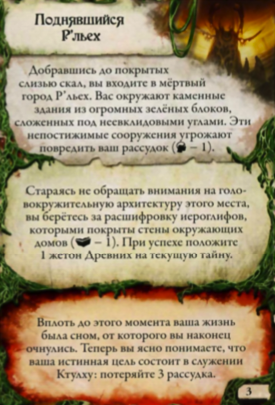 Поднявшийся
Р'льех
Добравшись до покрытых
слизью скал, вы входите в мёртвый
город Р'льех. Вас окружают каменные
здания из огромных зелёных блоков,
сложенных под неевклидовыми углами. Эти
непостижимые сооружения угрожают
повредить ваш рассудок ( – 1).
Стараясь не обращать внимания на голо-
вокружительную архитектуру этого места,
вы берётесь за расшифровку иероглифов,
которыми покрыты стены окружающих
домов ( – 1). При успехе положите
1 жетон Древних на текущую тайну.
Вплоть до этого момента ваша жизнь
была сном, от которого вы наконец
очнулись. Теперь вы ясно понимаете, что
ваша истинная цель состоит в служении
Ктулху: потеряйте 3 рассудка.
3